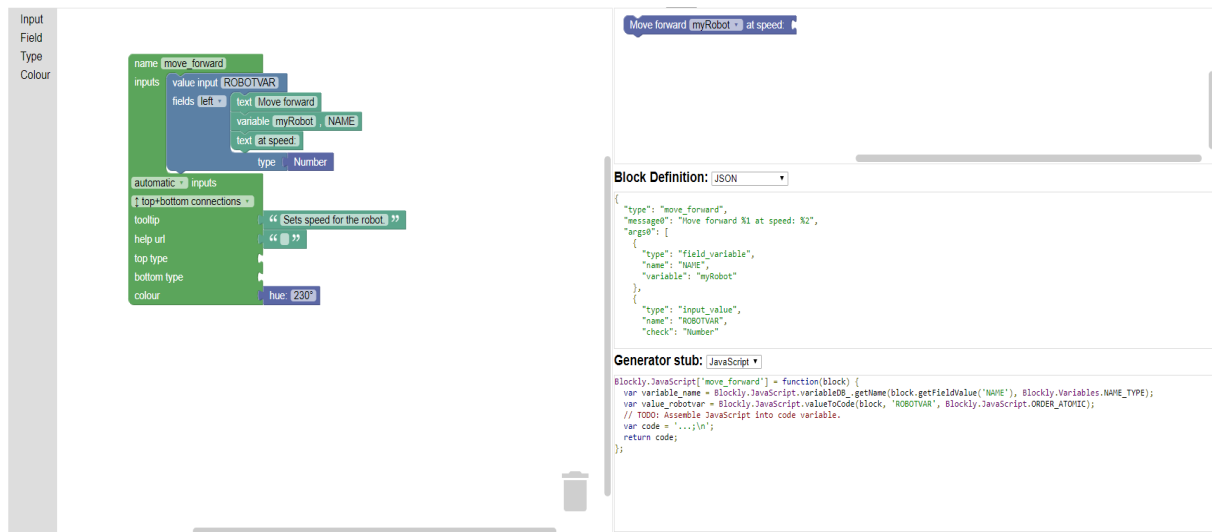 Input
Field
Type
Colour
name move_forward
inputs value input ROBOTVAR
fields left text Move forward
variable myRobot , NAME
text at speed:
type Number
automatic inputs
↕ top+bottom connections
tooltip “ Sets speed for the robot. ”
help url “ ”
top type
bottom type
colour hue: 230°
Move forward myRobot at speed:
Block Definition: JSON
{
"type": "move_forward",
"message0": "Move forward %1 at speed: %2",
"args0": [
{
"type": "field_variable",
"name": "NAME",
"variable": "myRobot"
},
{
"type": "input_value",
"name": "ROBOTVAR",
"check": "Number"
Generator stub: JavaScript
Blockly.JavaScript['move_forward'] = function(block) {
var variable_name = Blockly.JavaScript.variableDB_.getName(block.getFieldValue('NAME'), Blockly.Variables.NAME_TYPE);
var value_robotvar = Blockly.JavaScript.valueToCode(block, 'ROBOTVAR', Blockly.JavaScript.ORDER_ATOMIC);
// TODO: Assemble JavaScript into code variable.
var code = '...;\n';
return code;
};